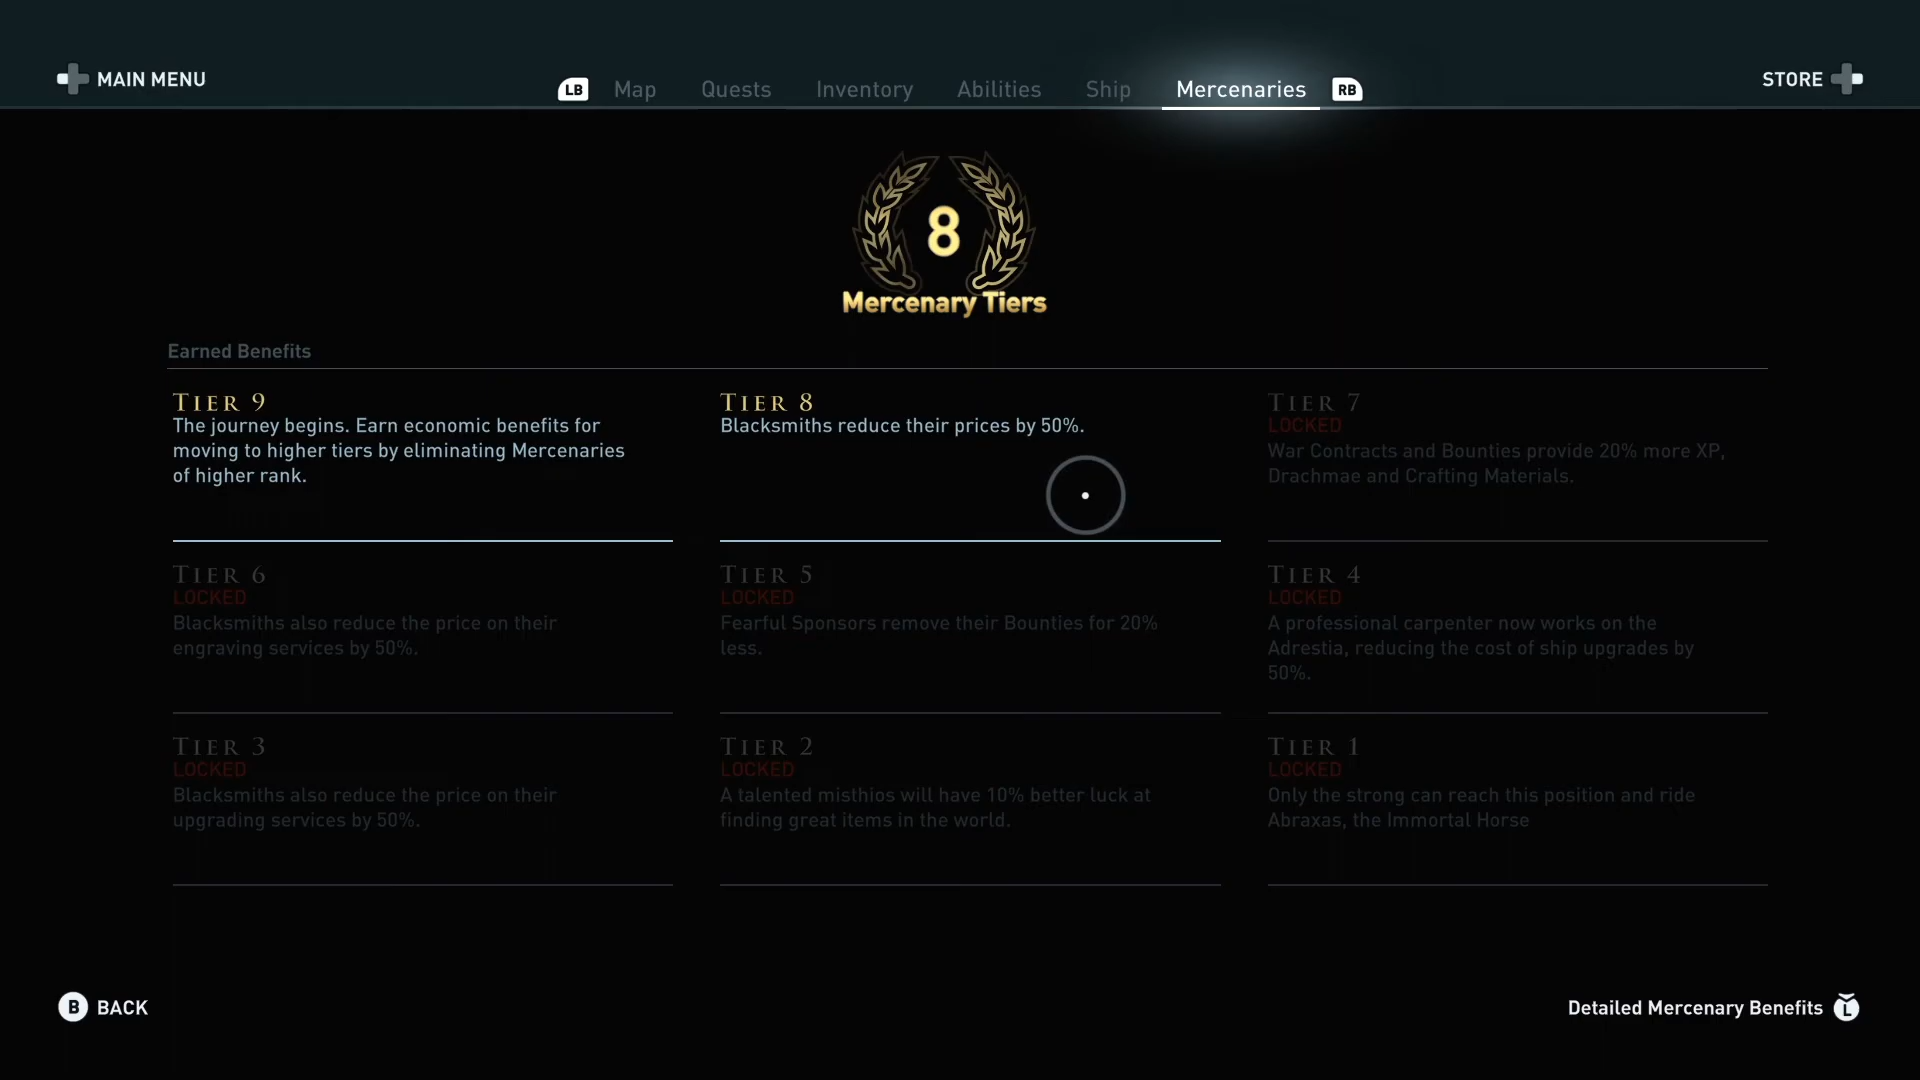 MAIN MENU
LB Map Quests Inventory Abilities Ship Mercenaries RB
STORE
8
Mercenary Tiers
Earned Benefits
TIER 9
The journey begins. Earn economic benefits for
moving to higher tiers by eliminating Mercenaries
of higher rank.
TIER 8
Blacksmiths reduce their prices by 50%.
TIER 7
LOCKED
War Contracts and Bounties provide 20% more XP,
Drachmae and Crafting Materials.
TIER 6
LOCKED
Blacksmiths also reduce the price on their
engraving services by 50%.
TIER 5
LOCKED
Fearful Sponsors remove their Bounties for 20%
less.
TIER 4
LOCKED
A professional carpenter now works on the
Adrestia, reducing the cost of ship upgrades by
50%.
TIER 3
LOCKED
Blacksmiths also reduce the price on their
upgrading services by 50%.
TIER 2
LOCKED
A talented misthios will have 10% better luck at
finding great items in the world.
TIER 1
LOCKED
Only the strong can reach this position and ride
Abraxas, the Immortal Horse
B BACK
Detailed Mercenary Benefits L